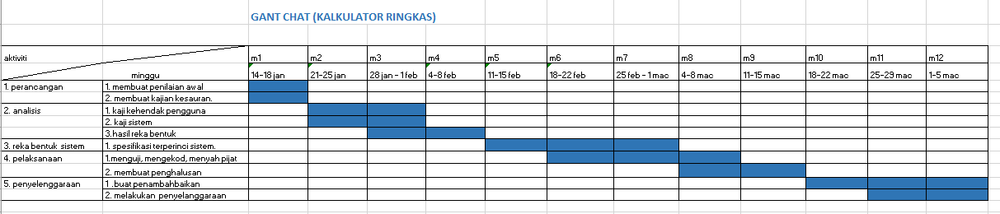 GANT CHAT (KALKULATOR RINGKAS)
aktiviti m1 m2 m3 m4 m5 m6 m7 m8 m9 m10 m11 m12
minggu 14-18 jan 21-25 jan 28 jan - 1 feb 4-8 feb 11-15 feb 18-22 feb 25 feb - 1 mac 4-8 mac 11-15 mac 18-22 mac 25-29 mac 1-5 mac
1. perancangan 1. membuat penilaian awal
2. membuat kajian kesauran.
2. analisis 1. kaji kehendak pengguna
2. kaji sistem
3.hasil reka bentuk
3. reka bentuk sistem 1. spesifikasi terperinci sistem.
4. pelaksanaan 1.menguji, mengekod, menyah pijat
2. membuat penghalusan
5. penyelenggaraan 1 .buat penambahbaikan
2. melakukan penyelanggaraan